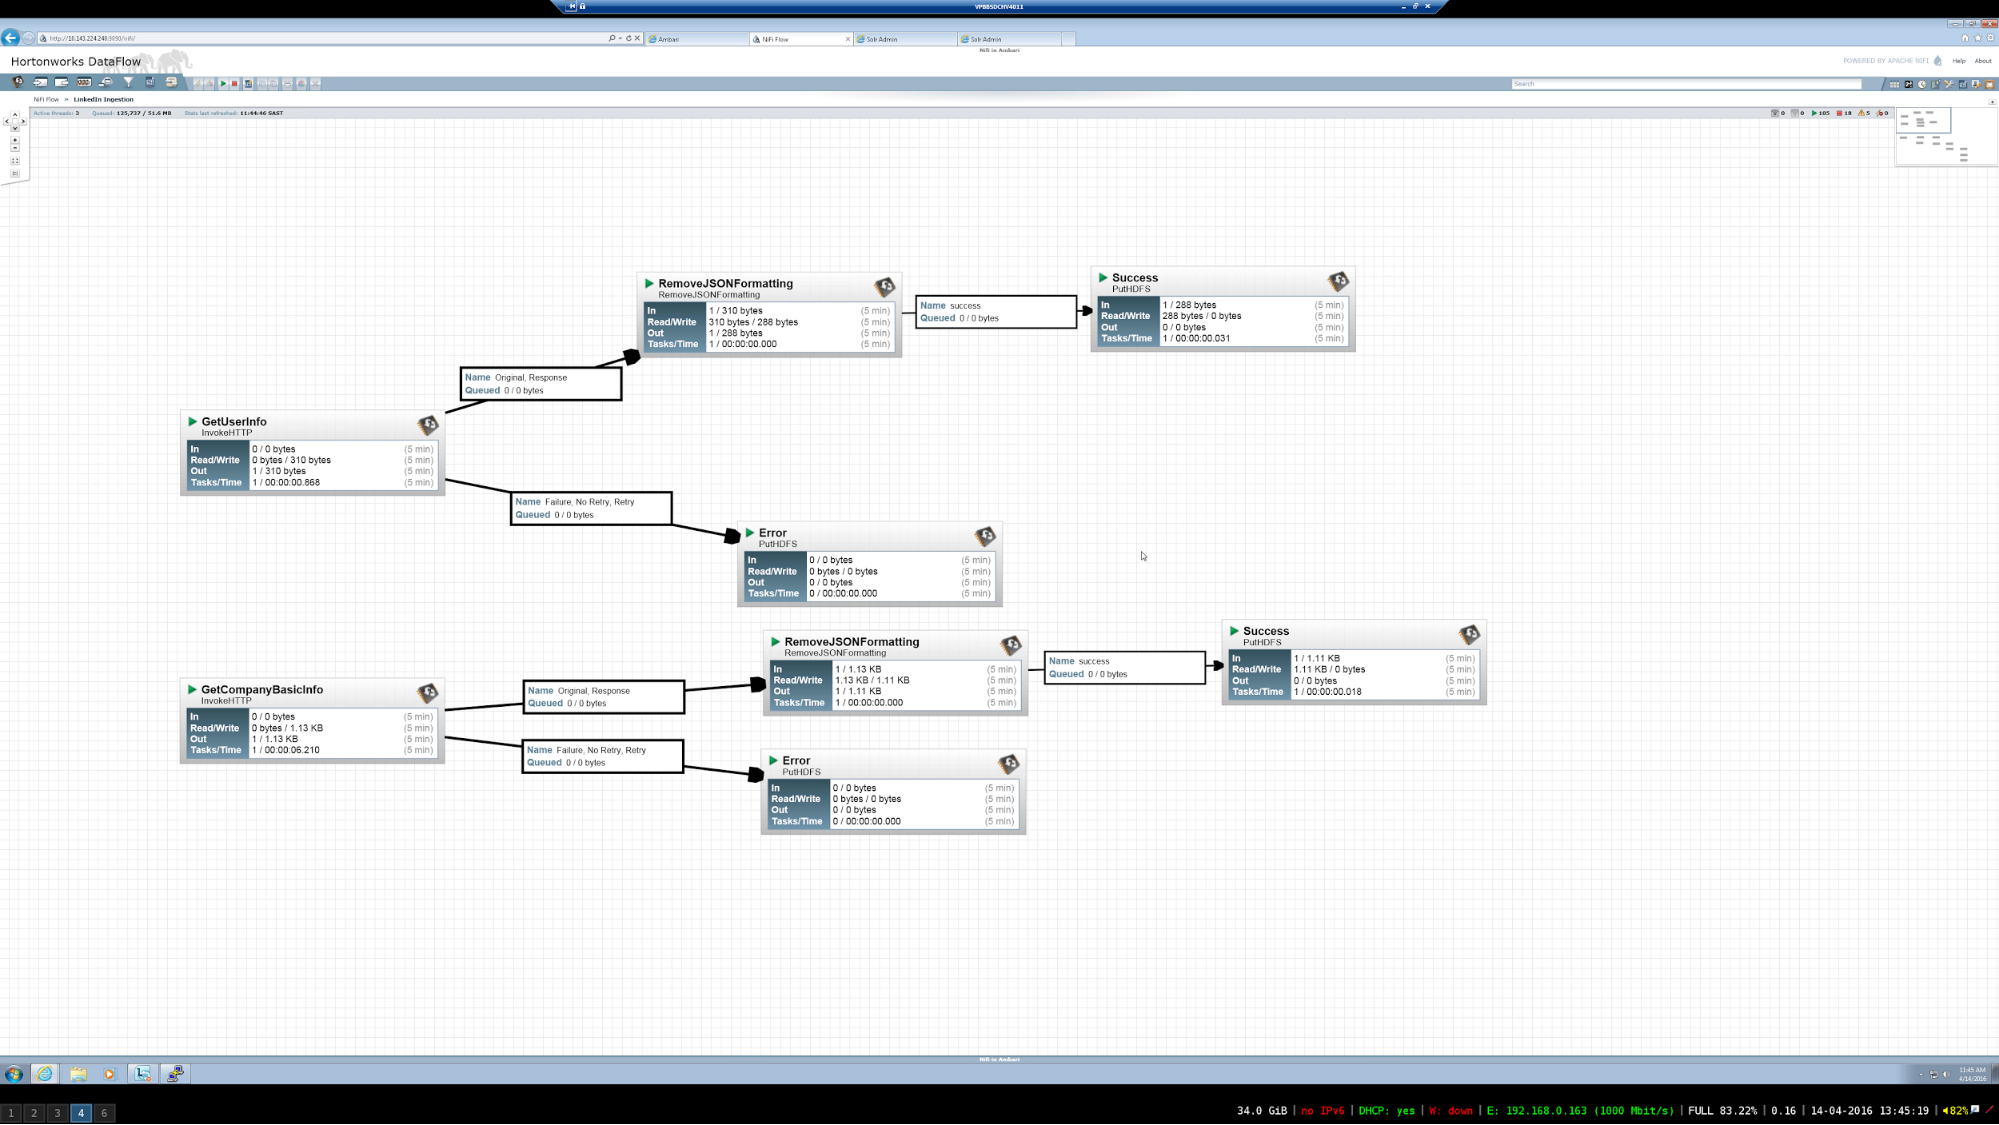 VPBBSDCHV4011
http://10.143.224.248:9090/nifi/
Ambari
NiFi Flow
Solr Admin
Solr Admin
Nifi in Ambari
Hortonworks DataFlow
POWERED BY APACHE NIFI
Help
About
Search
NiFi Flow » LinkedIn Ingestion
Active threads: 3 Queued: 125,737 / 51.6 MB Stats last refreshed: 11:44:46 SAST
0 0 105 18 5 0
RemoveJSONFormatting
RemoveJSONFormatting
In 1 / 310 bytes (5 min)
Read/Write 310 bytes / 288 bytes (5 min)
Out 1 / 288 bytes (5 min)
Tasks/Time 1 / 00:00:00.000 (5 min)
Name success
Queued 0 / 0 bytes
Success
PutHDFS
In 1 / 288 bytes (5 min)
Read/Write 288 bytes / 0 bytes (5 min)
Out 0 / 0 bytes (5 min)
Tasks/Time 1 / 00:00:00.031 (5 min)
Name Original, Response
Queued 0 / 0 bytes
GetUserInfo
InvokeHTTP
In 0 / 0 bytes (5 min)
Read/Write 0 bytes / 310 bytes (5 min)
Out 1 / 310 bytes (5 min)
Tasks/Time 1 / 00:00:00.868 (5 min)
Name Failure, No Retry, Retry
Queued 0 / 0 bytes
Error
PutHDFS
In 0 / 0 bytes (5 min)
Read/Write 0 bytes / 0 bytes (5 min)
Out 0 / 0 bytes (5 min)
Tasks/Time 0 / 00:00:00.000 (5 min)
RemoveJSONFormatting
RemoveJSONFormatting
In 1 / 1.13 KB (5 min)
Read/Write 1.13 KB / 1.11 KB (5 min)
Out 1 / 1.11 KB (5 min)
Tasks/Time 1 / 00:00:00.000 (5 min)
Name success
Queued 0 / 0 bytes
Success
PutHDFS
In 1 / 1.11 KB (5 min)
Read/Write 1.11 KB / 0 bytes (5 min)
Out 0 / 0 bytes (5 min)
Tasks/Time 1 / 00:00:00.018 (5 min)
GetCompanyBasicInfo
InvokeHTTP
In 0 / 0 bytes (5 min)
Read/Write 0 bytes / 1.13 KB (5 min)
Out 1 / 1.13 KB (5 min)
Tasks/Time 1 / 00:00:06.210 (5 min)
Name Original, Response
Queued 0 / 0 bytes
Name Failure, No Retry, Retry
Queued 0 / 0 bytes
Error
PutHDFS
In 0 / 0 bytes (5 min)
Read/Write 0 bytes / 0 bytes (5 min)
Out 0 / 0 bytes (5 min)
Tasks/Time 0 / 00:00:00.000 (5 min)
Nifi in Ambari
11:45 AM
4/14/2016
1 2 3 4 6
34.0 GiB | no IPv6 | DHCP: yes | W: down | E: 192.168.0.163 (1000 Mbit/s) | FULL 83.22% | 0.16 | 14-04-2016 13:45:19 | 82%